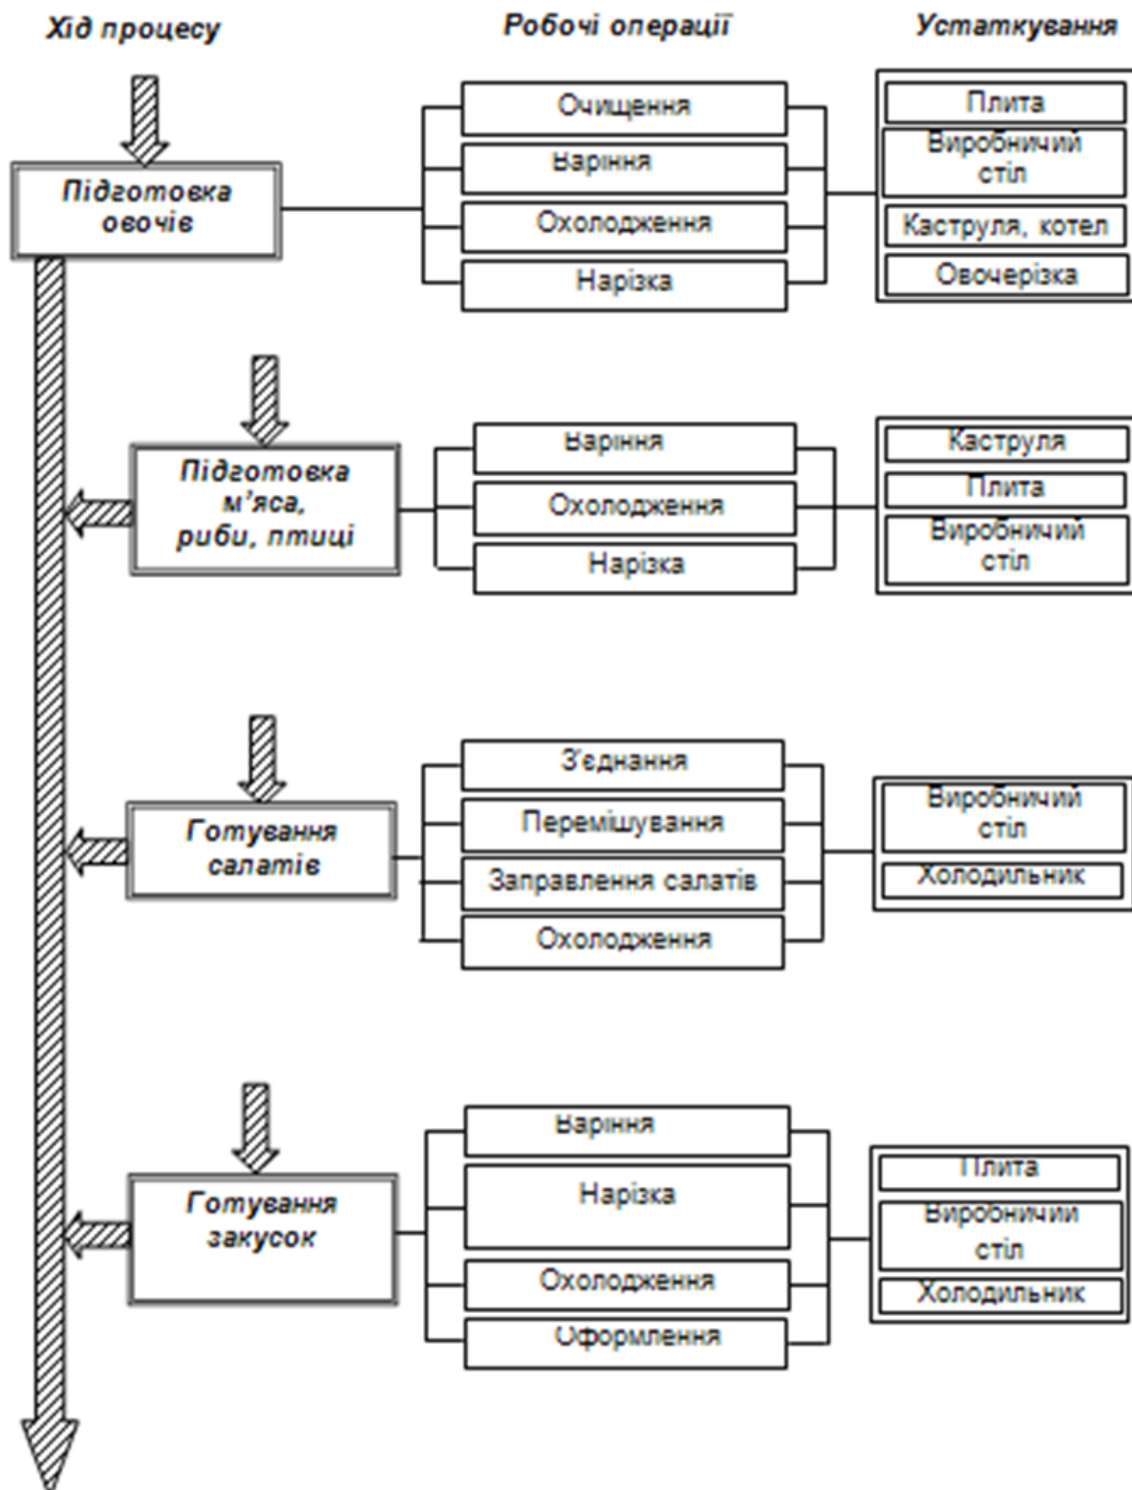 Хід процесу
Робочі операції
Устаткування
Підготовка
овочів
Очищення
Варіння
Охолодження
Нарізка
Плита
Виробничий
стіл
Каструля, котел
Овочерізка
Підготовка
м'яса,
риби, птиці
Варіння
Охолодження
Нарізка
Каструля
Плита
Виробничий
стіл
Готування
салатів
З'єднання
Перемішування
Заправлення салатів
Охолодження
Виробничий
стіл
Холодильник
Готування
закусок
Варіння
Нарізка
Охолодження
Оформлення
Плита
Виробничий
стіл
Холодильник